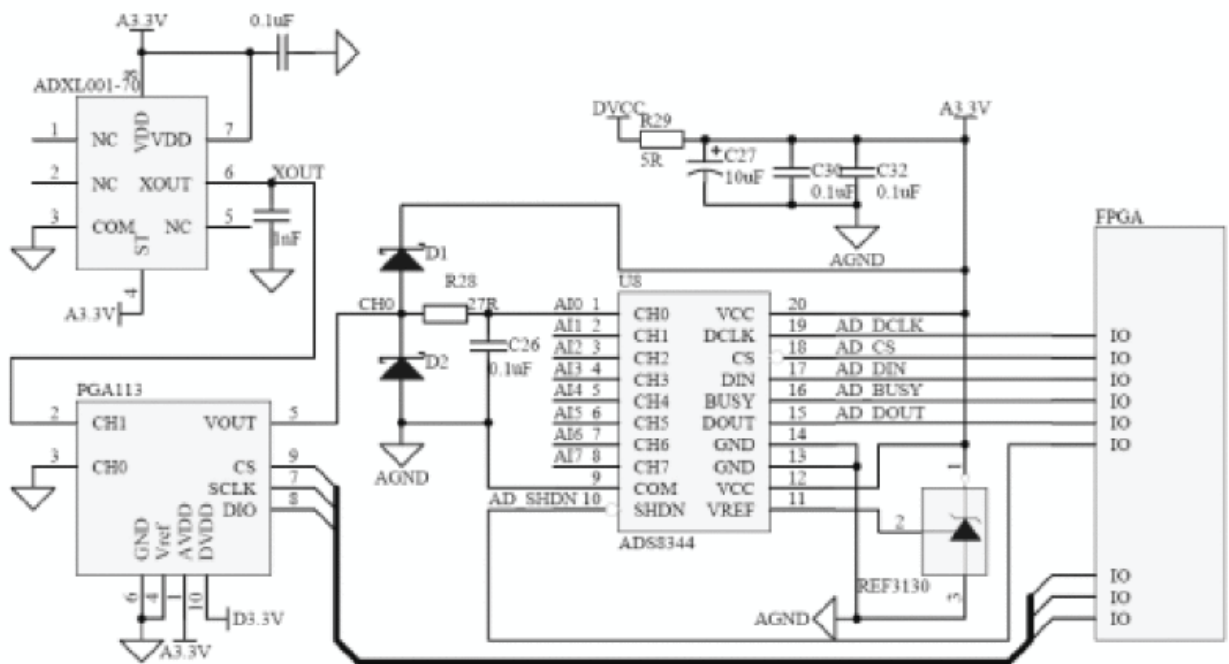 A3.3V
0.1uF
ADXL001-70
8
VDD
1 NC VDD 7
2 NC XOUT 6 XOUT
3 COM NC 5
ST
1nF
4
A3.3V
DVCC
R29
5R
C27
10uF
C30
0.1uF
C32
0.1uF
A3.3V
AGND
FPGA
D1
R28
27R
CH0
D2
C26
0.1uF
AGND
U8
AI0 1 CH0 VCC 20
AI1 2 CH1 DCLK 19 AD_DCLK IO
AI2 3 CH2 CS 18 AD_CS IO
AI3 4 CH3 DIN 17 AD_DIN IO
AI4 5 CH4 BUSY 16 AD_BUSY IO
AI5 6 CH5 DOUT 15 AD_DOUT IO
AI6 7 CH6 GND 14 IO
AI7 8 CH7 GND 13
9 COM VCC 12
AD_SHDN 10 SHDN VREF 11
ADS8344
1
2
3
REF3130
AGND
PGA113
2 CH1 VOUT 5
3 CH0 CS 9
SCLK 7
DIO 8
GND
Vref
AVDD
DVDD
6
4
1
10
D3.3V
A3.3V
IO
IO
IO